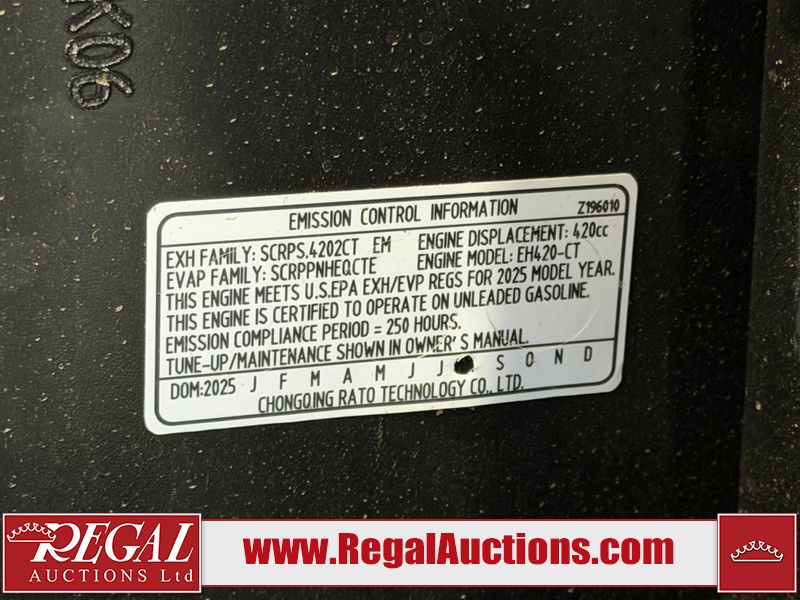 K06
EMISSION CONTROL INFORMATION Z196010
EXH FAMILY: SCRPS.4202CT EM ENGINE DISPLACEMENT: 420cc
EVAP FAMILY: SCRPPNHEQCTE ENGINE MODEL: EH420-CT
THIS ENGINE MEETS U.S.EPA EXH/EVP REGS FOR 2025 MODEL YEAR.
THIS ENGINE IS CERTIFIED TO OPERATE ON UNLEADED GASOLINE.
EMISSION COMPLIANCE PERIOD = 250 HOURS.
TUNE-UP/MAINTENANCE SHOWN IN OWNER'S MANUAL.
DOM:2025 J F M A M J J S O N D
CHONGQING RATO TECHNOLOGY CO., LTD.
REGAL
AUCTIONS Ltd
www.RegalAuctions.com